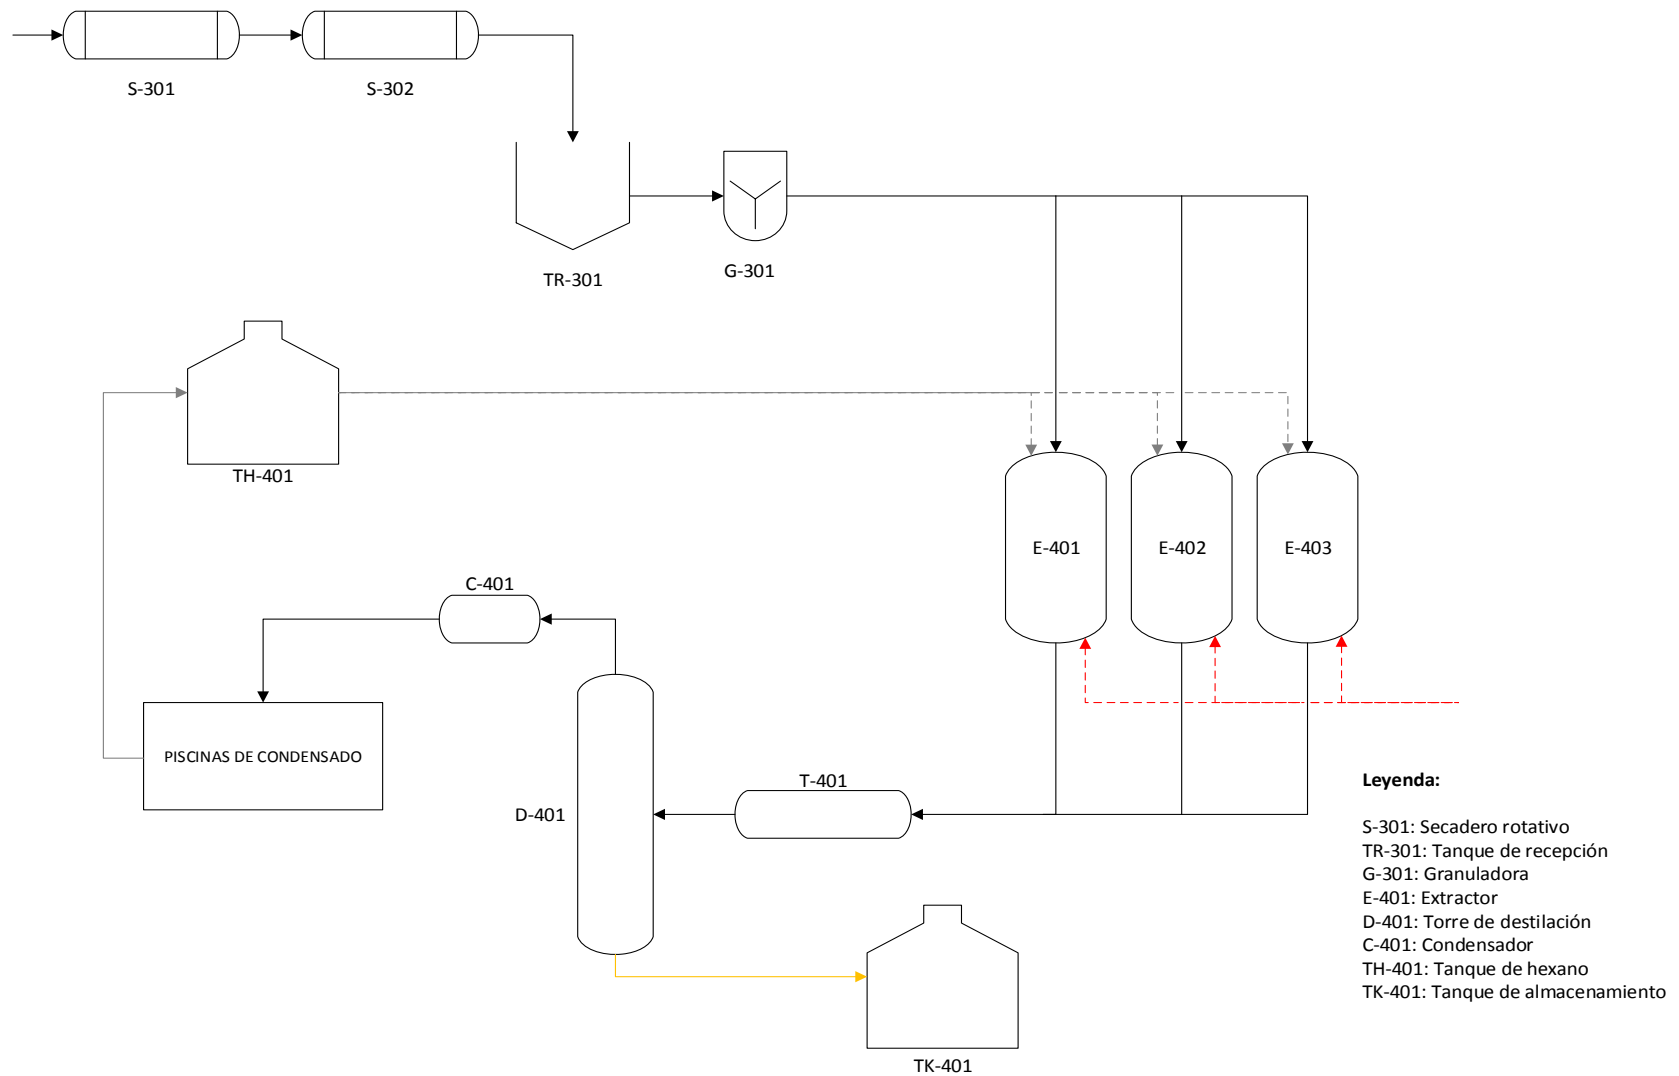 S-301
S-302
TR-301
G-301
TH-401
E-401
E-402
E-403
C-401
PISCINAS DE CONDENSADO
T-401
D-401
TK-401
Leyenda:
S-301: Secadero rotativo
TR-301: Tanque de recepción
G-301: Granuladora
E-401: Extractor
D-401: Torre de destilación
C-401: Condensador
TH-401: Tanque de hexano
TK-401: Tanque de almacenamiento